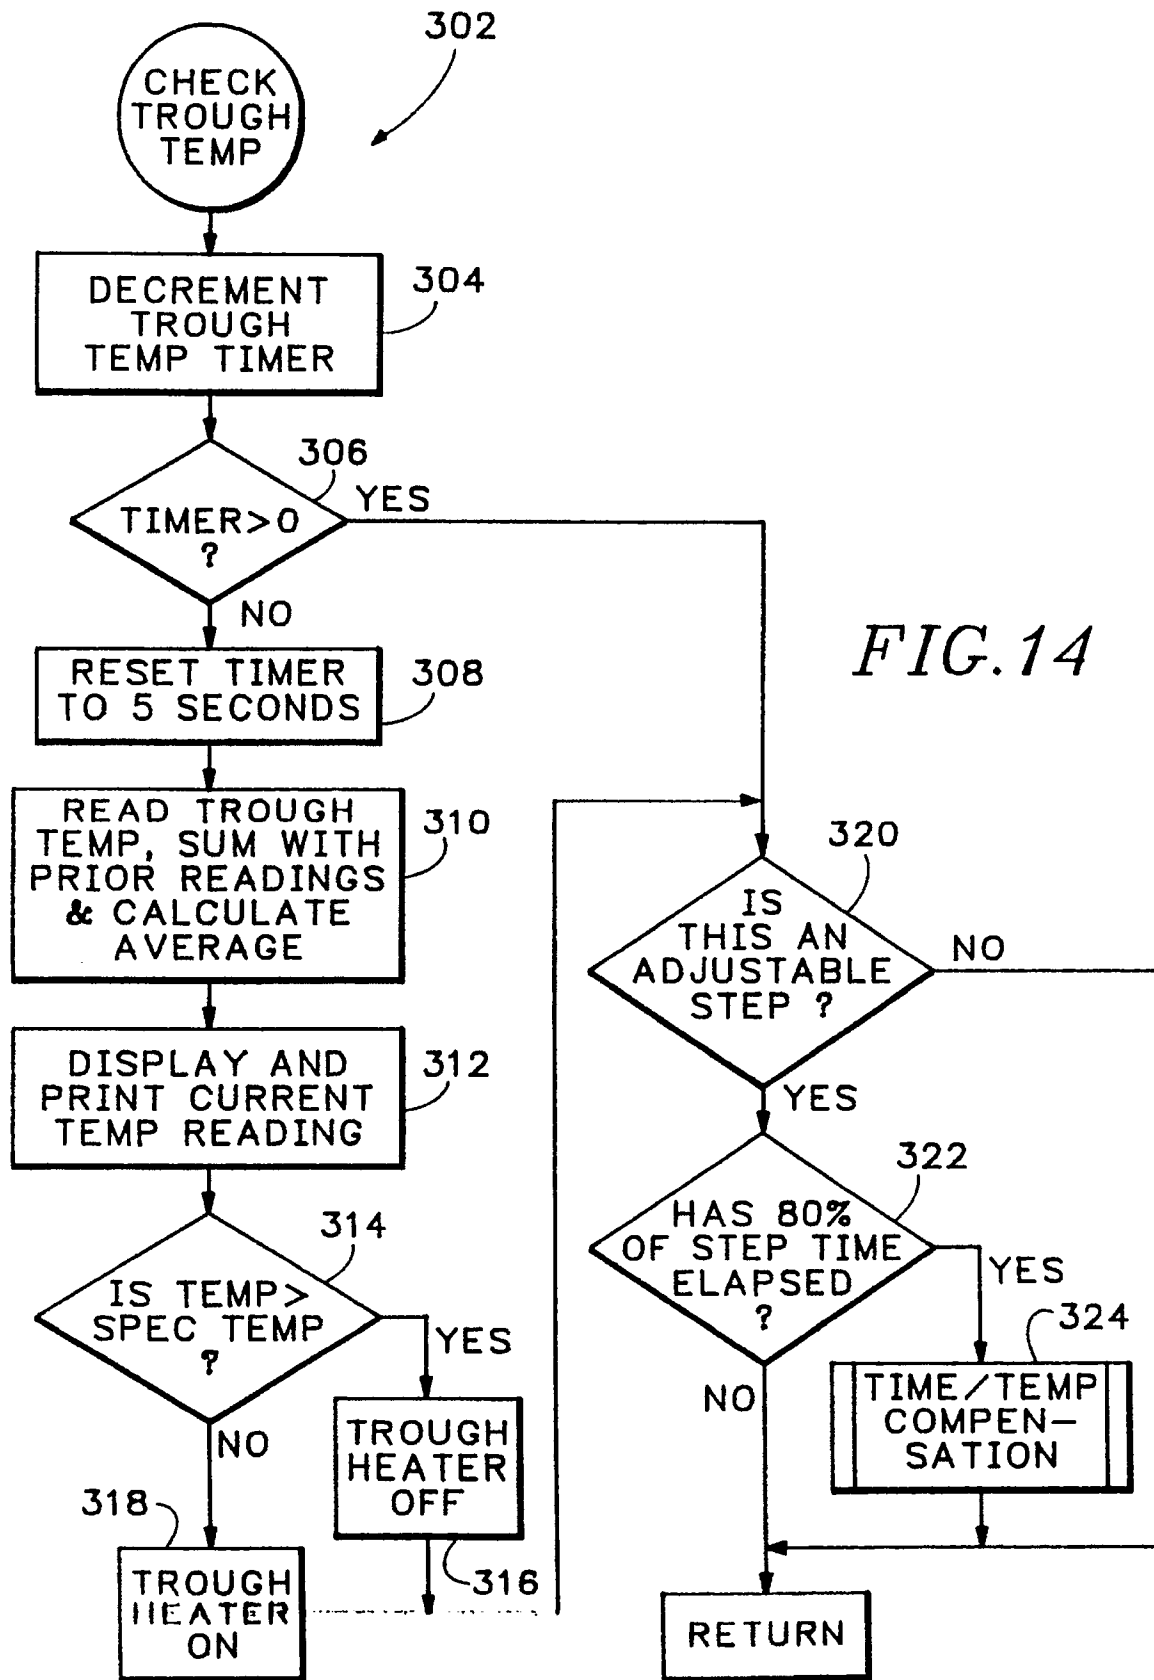 302
CHECK
TROUGH
TEMP
DECREMENT
TROUGH
TEMP TIMER
304
306
TIMER>0
?
YES
NO
RESET TIMER
TO 5 SECONDS
308
FIG.14
READ TROUGH
TEMP, SUM WITH
PRIOR READINGS
& CALCULATE
AVERAGE
310
DISPLAY AND
PRINT CURRENT
TEMP READING
312
314
IS TEMP>
SPEC TEMP
?
YES
NO
TROUGH
HEATER
OFF
316
318
TROUGH
HEATER
ON
320
IS
THIS AN
ADJUSTABLE
STEP ?
NO
YES
322
HAS 80%
OF STEP TIME
ELAPSED
?
YES
NO
324
TIME/TEMP
COMPEN-
SATION
RETURN